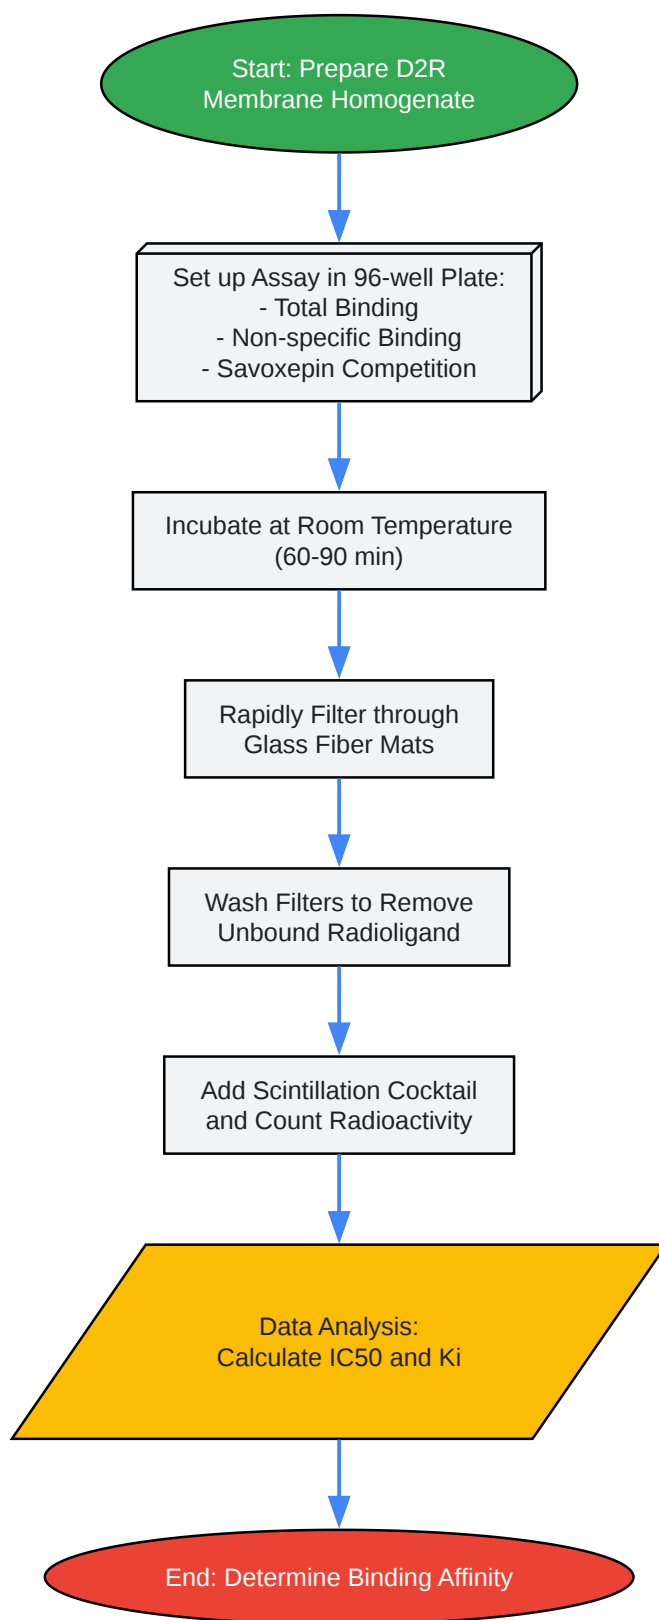 Start: Prepare D2R
Membrane Homogenate
Set up Assay in 96-well Plate:
- Total Binding
- Non-specific Binding
- Savoxepin Competition
Incubate at Room Temperature
(60-90 min)
Rapidly Filter through
Glass Fiber Mats
Wash Filters to Remove
Unbound Radioligand
Add Scintillation Cocktail
and Count Radioactivity
Data Analysis:
Calculate IC50 and Ki
End: Determine Binding Affinity